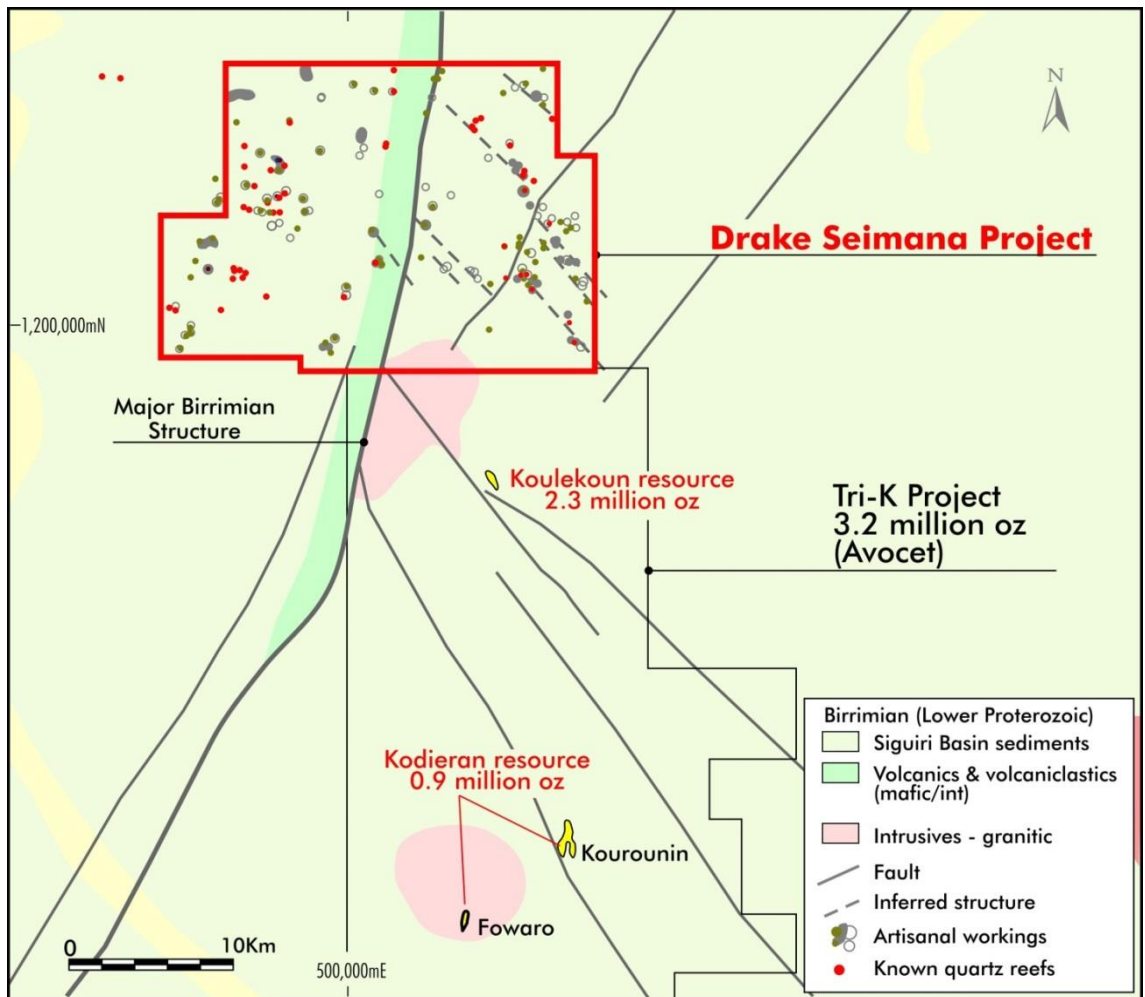 N
Drake Seimana Project
1,200,000mN
Major Birrimian
Structure
Koulekoun resource
2.3 million oz
Tri-K Project
3.2 million oz
(Avocet)
Kodieran resource
0.9 million oz
Kourounin
Fowaro
0 10Km
500,000mE
Birrimian (Lower Proterozoic)
Siguiri Basin sediments
Volcanics & volcaniclastics
(mafic/int)
Intrusives - granitic
Fault
Inferred structure
Artisanal workings
Known quartz reefs